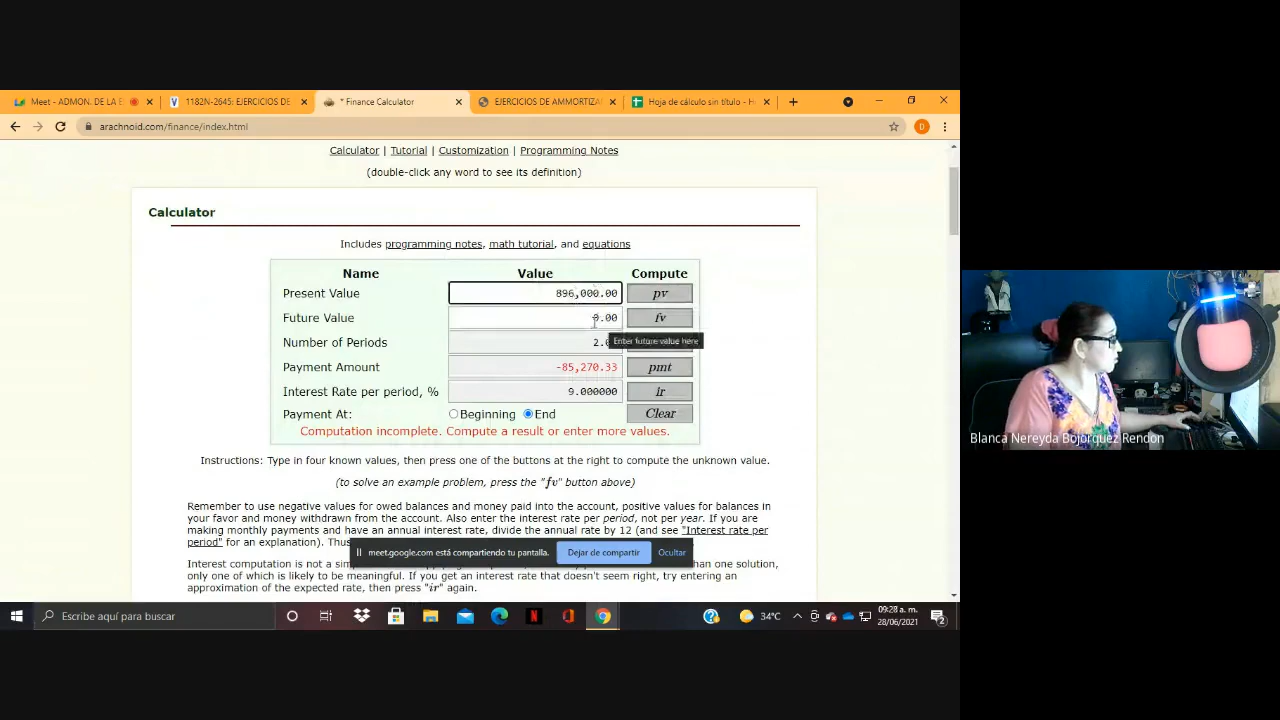 Meet - ADMON. DE LA E
1182N-2645: EJERCICIOS DE
* Finance Calculator
EJERCICIOS DE AMMORTIZA
Hoja de cálculo sin título - H
arachnoid.com/finance/index.html
Calculator | Tutorial | Customization | Programming Notes
(double-click any word to see its definition)
Calculator
Includes programming notes, math tutorial, and equations
Name Value Compute
Present Value 896,000.00 pv
Future Value 0.00 fv
Enter future value here
Number of Periods 2.
Payment Amount -85,270.33 pmt
Interest Rate per period, % 9.000000 ir
Payment At: Beginning End Clear
Computation incomplete. Compute a result or enter more values.
Instructions: Type in four known values, then press one of the buttons at the right to compute the unknown value.
(to solve an example problem, press the "fv" button above)
Remember to use negative values for owed balances and money paid into the account, positive values for balances in
your favor and money withdrawn from the account. Also enter the interest rate per period, not per year. If you are
making monthly payments and have an annual interest rate, divide the annual rate by 12 (and see "Interest rate per
period" for an explanation). Thus
meet.google.com está compartiendo tu pantalla. Dejar de compartir Ocultar
Interest computation is not a than one solution,
only one of which is likely to be meaningful. If you get an interest rate that doesn't seem right, try entering an
approximation of the expected rate, then press "ir" again.
Escribe aquí para buscar
34°C
09:28 a. m.
28/06/2021
2
Blanca Nereyda Bojorquez Rendon